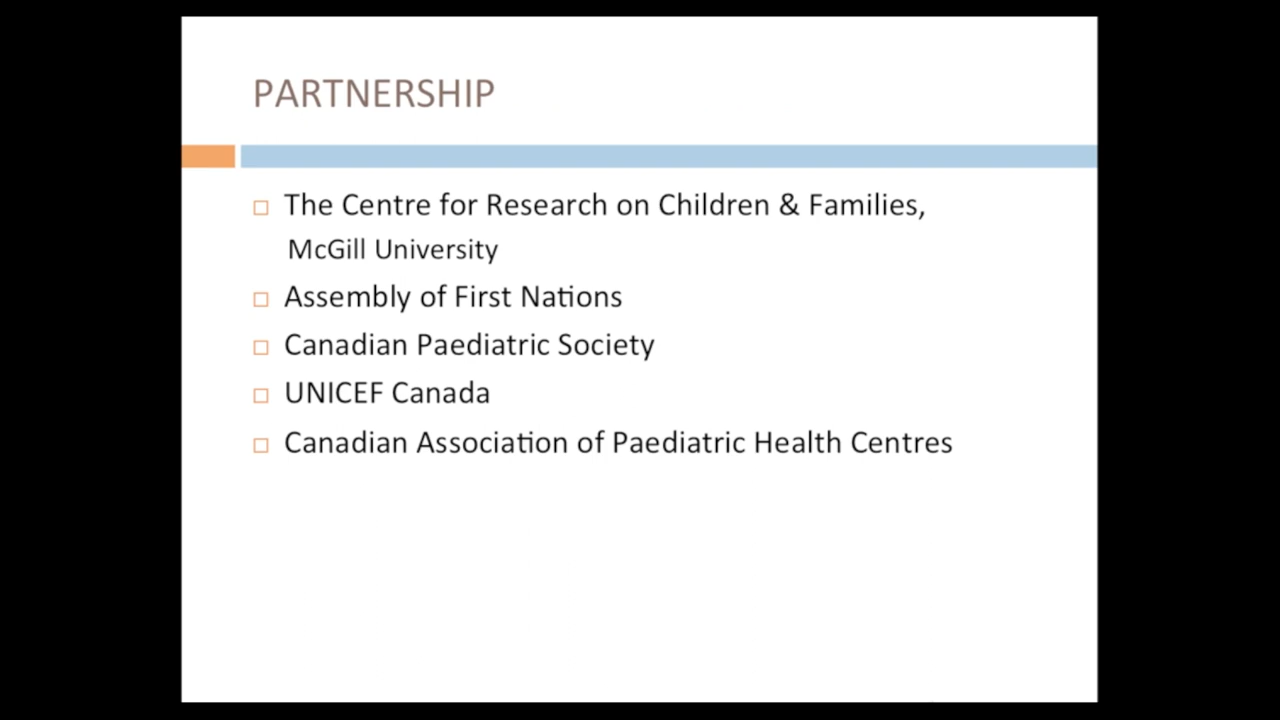 PARTNERSHIP
The Centre for Research on Children & Families,
McGill University
Assembly of First Nations
Canadian Paediatric Society
UNICEF Canada
Canadian Association of Paediatric Health Centres